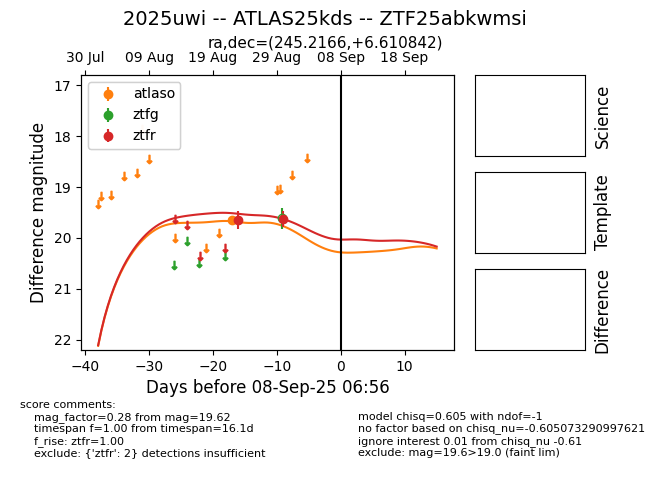 2025uwi -- ATLAS25kds -- ZTF25abkwmsi
ra,dec=(245.2166,+6.610842)
30 Jul 09 Aug 19 Aug 29 Aug 08 Sep 18 Sep
17
18
19
20
21
22
Difference magnitude
atlaso
ztfg
ztfr
−40 −30 −20 −10 0 10
Days before 08-Sep-25 06:56
Science
Template
Difference
score comments:
mag_factor=0.28 from mag=19.62
timespan f=1.00 from timespan=16.1d
f_rise: ztfr=1.00
exclude: {'ztfr': 2} detections insufficient
model chisq=0.605 with ndof=-1
no factor based on chisq_nu=-0.605073290997621
ignore interest 0.01 from chisq_nu -0.61
exclude: mag=19.6>19.0 (faint lim)